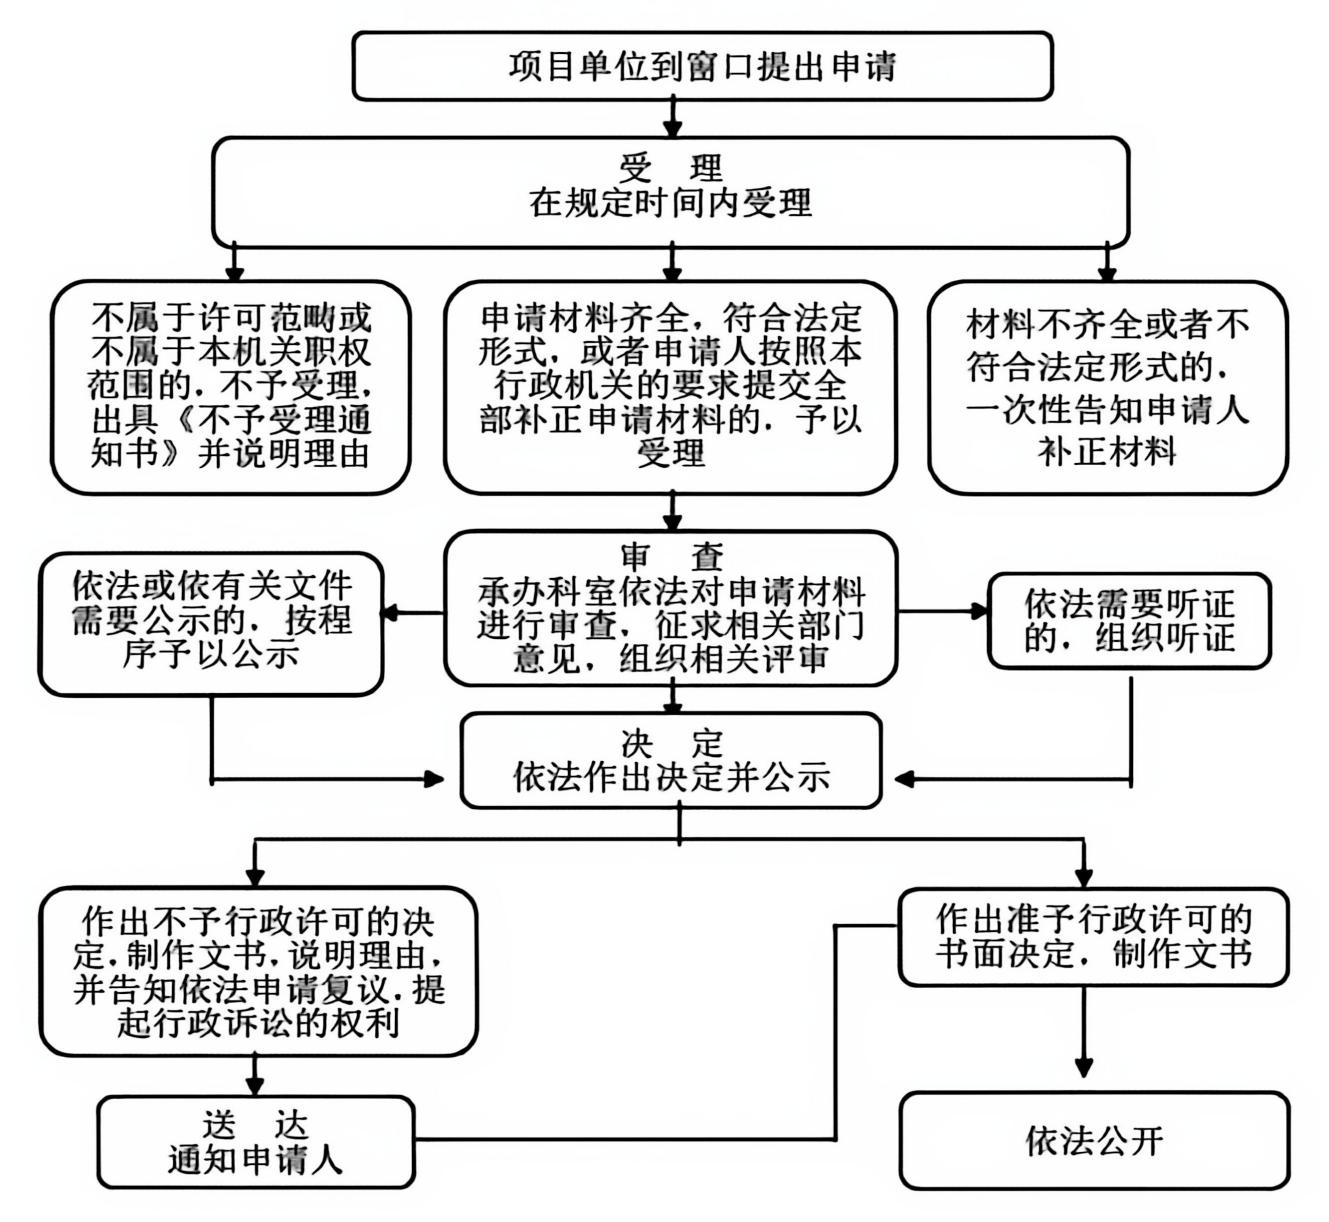 项目单位到窗口提出申请
受 理
在规定时间内受理
不属于许可范畴或
不属于本机关职权
范围的，不予受理，
出具《不予受理通
知书》并说明理由
申请材料齐全，符合法定
形式，或者申请人按照本
行政机关的要求提交全
部补正申请材料的，予以
受理
材料不齐全或者不
符合法定形式的，
一次性告知申请人
补正材料
审 查
承办科室依法对申请材料
进行审查，征求相关部门
意见，组织相关评审
依法或依有关文件
需要公示的，按程
序予以公示
依法需要听证
的，组织听证
决 定
依法作出决定并公示
作出不予行政许可的决
定，制作文书，说明理由，
并告知依法申请复议，提
起行政诉讼的权利
作出准予行政许可的
书面决定，制作文书
送 达
通知申请人
依法公开